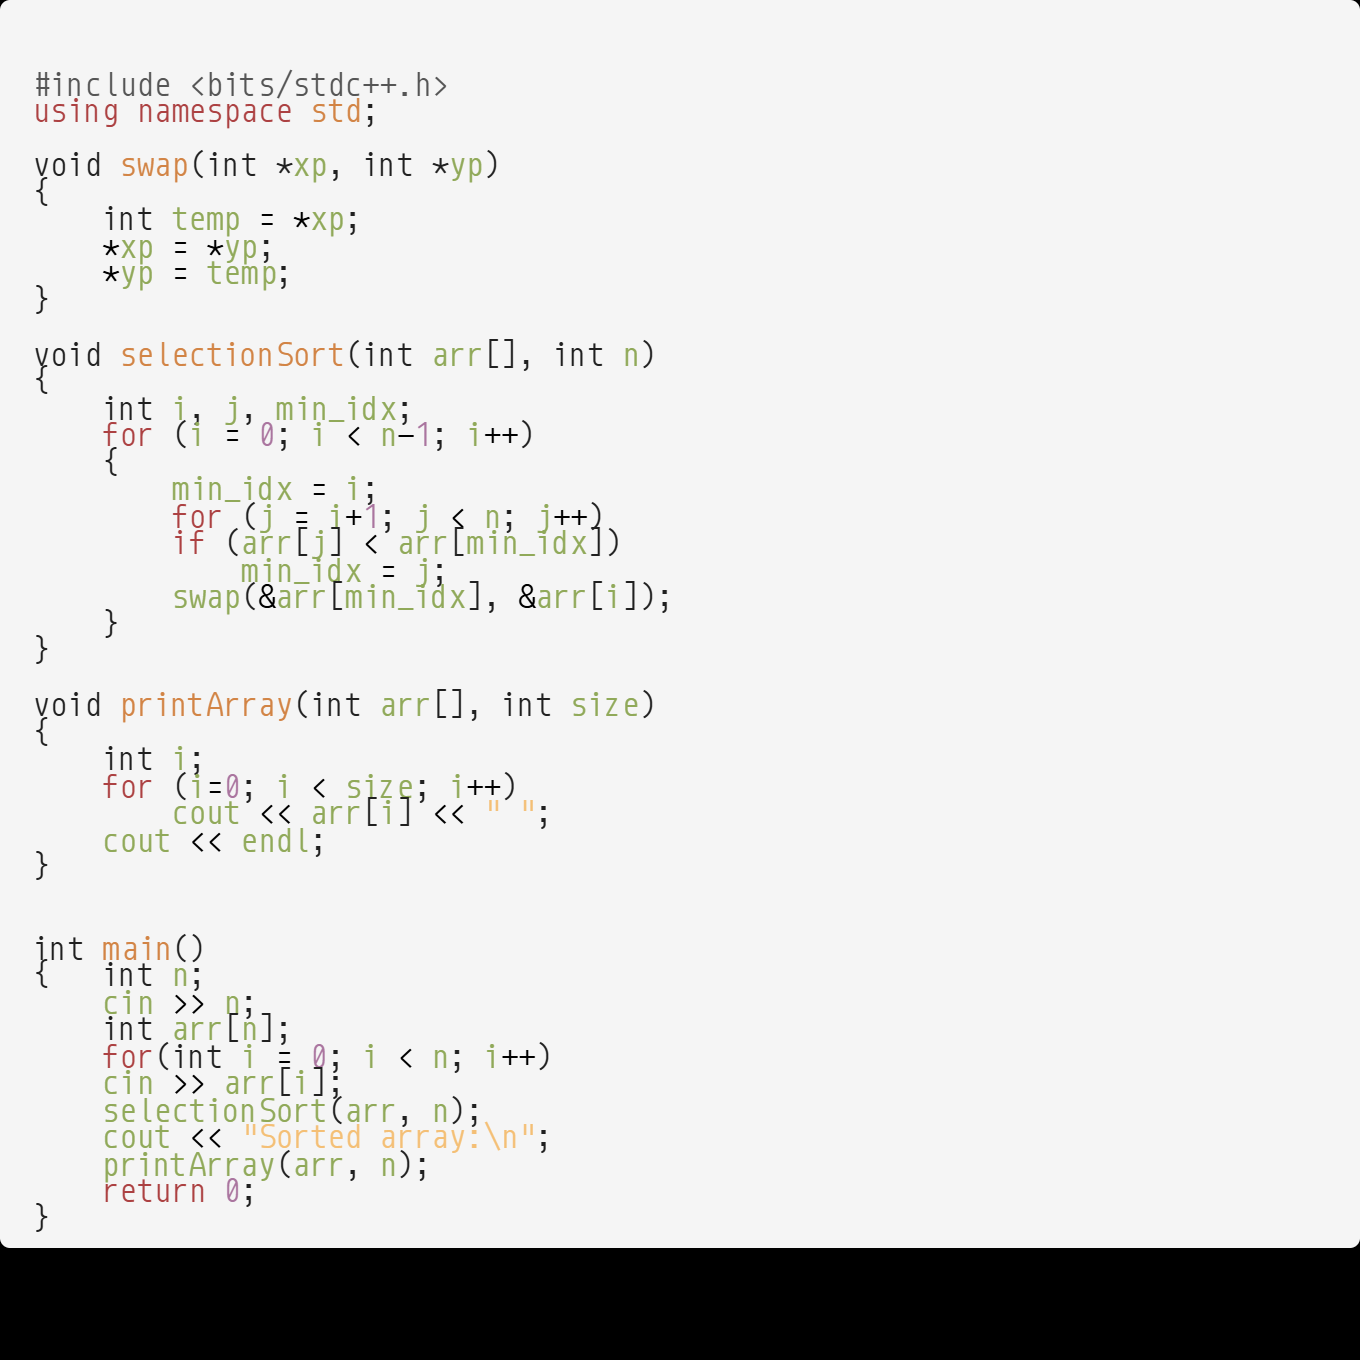 #include <bits/stdc++.h>
using namespace std;

void swap(int *xp, int *yp)
{
    int temp = *xp;
    *xp = *yp;
    *yp = temp;
}

void selectionSort(int arr[], int n)
{
    int i, j, min_idx;
    for (i = 0; i < n-1; i++)
    {
        min_idx = i;
        for (j = i+1; j < n; j++)
        if (arr[j] < arr[min_idx])
            min_idx = j;
        swap(&arr[min_idx], &arr[i]);
    }
}

void printArray(int arr[], int size)
{
    int i;
    for (i=0; i < size; i++)
        cout << arr[i] << " ";
    cout << endl;
}


int main()
{   int n;
    cin >> n;
    int arr[n];
    for(int i = 0; i < n; i++)
    cin >> arr[i];
    selectionSort(arr, n);
    cout << "Sorted array:\n";
    printArray(arr, n);
    return 0;
}